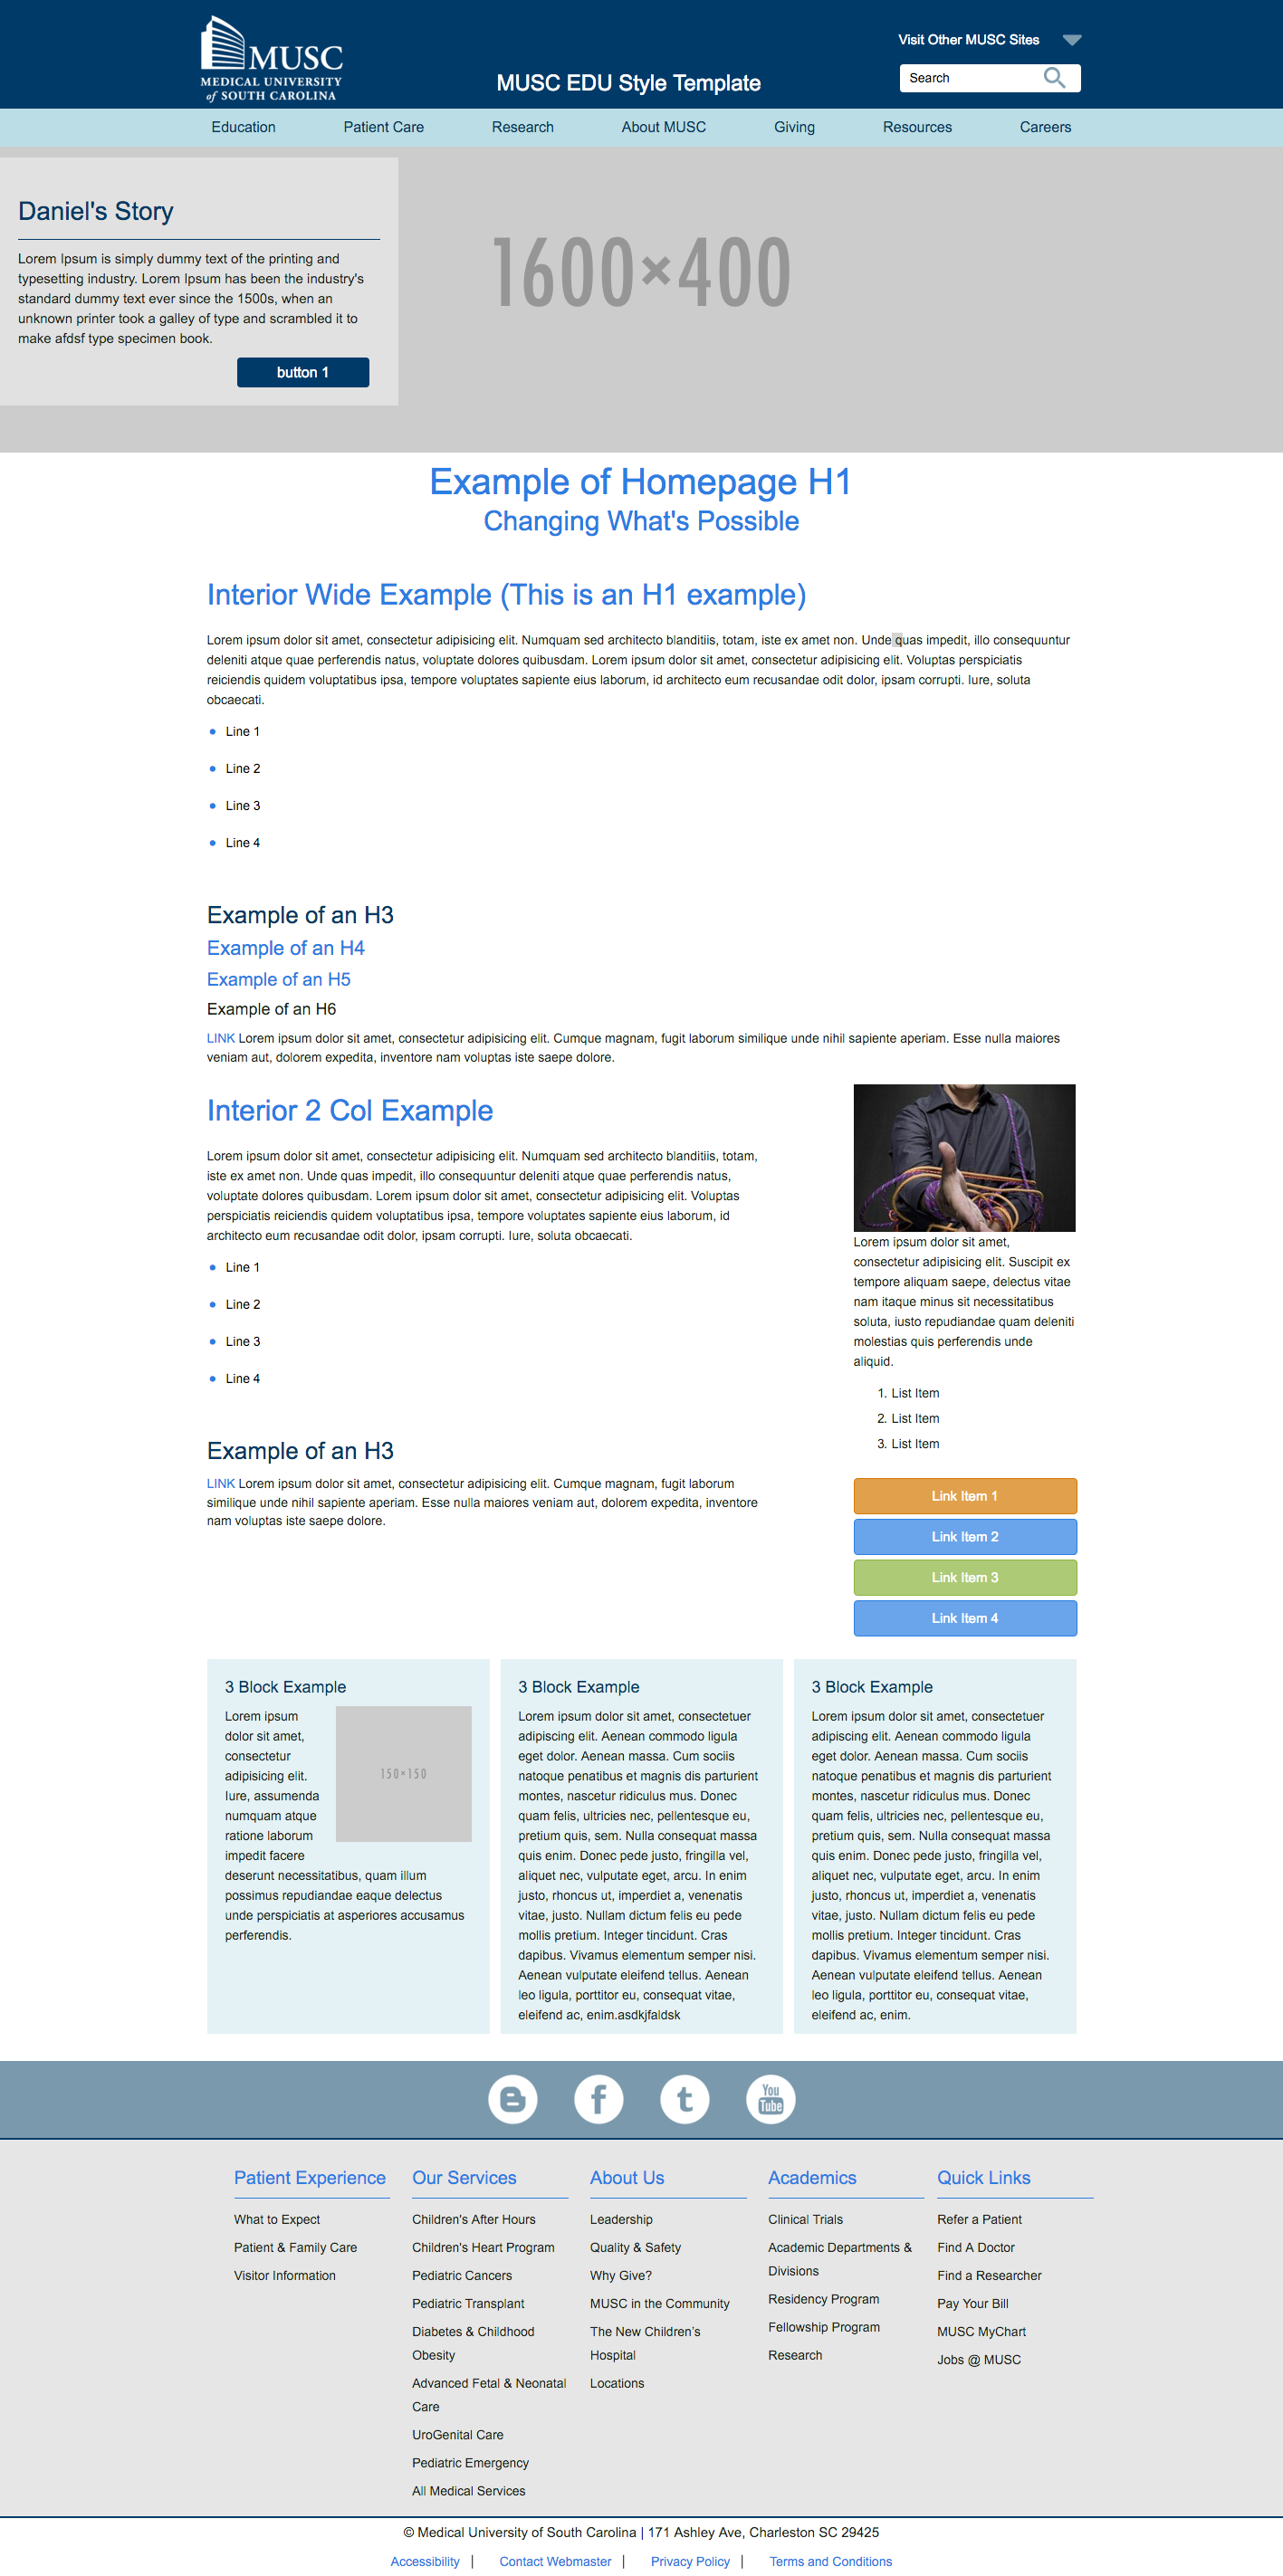 MUSC
MEDICAL UNIVERSITY
of SOUTH CAROLINA
MUSC EDU Style Template
Visit Other MUSC Sites
Search
Education Patient Care Research About MUSC Giving Resources Careers
Daniel's Story
Lorem Ipsum is simply dummy text of the printing and
typesetting industry. Lorem Ipsum has been the industry's
standard dummy text ever since the 1500s, when an
unknown printer took a galley of type and scrambled it to
make afdsf type specimen book.
button 1
1600×400
Example of Homepage H1
Changing What's Possible
Interior Wide Example (This is an H1 example)
Lorem ipsum dolor sit amet, consectetur adipisicing elit. Numquam sed architecto blanditiis, totam, iste ex amet non. Unde quas impedit, illo consequuntur
deleniti atque quae perferendis natus, voluptate dolores quibusdam. Lorem ipsum dolor sit amet, consectetur adipisicing elit. Voluptas perspiciatis
reiciendis quidem voluptatibus ipsa, tempore voluptates sapiente eius laborum, id architecto eum recusandae odit dolor, ipsam corrupti. Iure, soluta
obcaecati.
Line 1
Line 2
Line 3
Line 4
Example of an H3
Example of an H4
Example of an H5
Example of an H6
LINK Lorem ipsum dolor sit amet, consectetur adipisicing elit. Cumque magnam, fugit laborum similique unde nihil sapiente aperiam. Esse nulla maiores
veniam aut, dolorem expedita, inventore nam voluptas iste saepe dolore.
Interior 2 Col Example
Lorem ipsum dolor sit amet, consectetur adipisicing elit. Numquam sed architecto blanditiis, totam,
iste ex amet non. Unde quas impedit, illo consequuntur deleniti atque quae perferendis natus,
voluptate dolores quibusdam. Lorem ipsum dolor sit amet, consectetur adipisicing elit. Voluptas
perspiciatis reiciendis quidem voluptatibus ipsa, tempore voluptates sapiente eius laborum, id
architecto eum recusandae odit dolor, ipsam corrupti. Iure, soluta obcaecati.
Line 1
Line 2
Line 3
Line 4
Example of an H3
LINK Lorem ipsum dolor sit amet, consectetur adipisicing elit. Cumque magnam, fugit laborum
similique unde nihil sapiente aperiam. Esse nulla maiores veniam aut, dolorem expedita, inventore
nam voluptas iste saepe dolore.
Lorem ipsum dolor sit amet,
consectetur adipisicing elit. Suscipit ex
tempore aliquam saepe, delectus vitae
nam itaque minus sit necessitatibus
soluta, iusto repudiandae quam deleniti
molestias quis perferendis unde
aliquid.
1. List Item
2. List Item
3. List Item
Link Item 1
Link Item 2
Link Item 3
Link Item 4
3 Block Example
Lorem ipsum
dolor sit amet,
consectetur
adipisicing elit.
Iure, assumenda
numquam atque
ratione laborum
impedit facere
deserunt necessitatibus, quam illum
possimus repudiandae eaque delectus
unde perspiciatis at asperiores accusamus
perferendis.
150×150
3 Block Example
Lorem ipsum dolor sit amet, consectetuer
adipiscing elit. Aenean commodo ligula
eget dolor. Aenean massa. Cum sociis
natoque penatibus et magnis dis parturient
montes, nascetur ridiculus mus. Donec
quam felis, ultricies nec, pellentesque eu,
pretium quis, sem. Nulla consequat massa
quis enim. Donec pede justo, fringilla vel,
aliquet nec, vulputate eget, arcu. In enim
justo, rhoncus ut, imperdiet a, venenatis
vitae, justo. Nullam dictum felis eu pede
mollis pretium. Integer tincidunt. Cras
dapibus. Vivamus elementum semper nisi.
Aenean vulputate eleifend tellus. Aenean
leo ligula, porttitor eu, consequat vitae,
eleifend ac, enim.asdkjfaldsk
3 Block Example
Lorem ipsum dolor sit amet, consectetuer
adipiscing elit. Aenean commodo ligula
eget dolor. Aenean massa. Cum sociis
natoque penatibus et magnis dis parturient
montes, nascetur ridiculus mus. Donec
quam felis, ultricies nec, pellentesque eu,
pretium quis, sem. Nulla consequat massa
quis enim. Donec pede justo, fringilla vel,
aliquet nec, vulputate eget, arcu. In enim
justo, rhoncus ut, imperdiet a, venenatis
vitae, justo. Nullam dictum felis eu pede
mollis pretium. Integer tincidunt. Cras
dapibus. Vivamus elementum semper nisi.
Aenean vulputate eleifend tellus. Aenean
leo ligula, porttitor eu, consequat vitae,
eleifend ac, enim.
You
Tube
Patient Experience
What to Expect
Patient & Family Care
Visitor Information
Our Services
Children's After Hours
Children's Heart Program
Pediatric Cancers
Pediatric Transplant
Diabetes & Childhood
Obesity
Advanced Fetal & Neonatal
Care
UroGenital Care
Pediatric Emergency
All Medical Services
About Us
Leadership
Quality & Safety
Why Give?
MUSC in the Community
The New Children's
Hospital
Locations
Academics
Clinical Trials
Academic Departments &
Divisions
Residency Program
Fellowship Program
Research
Quick Links
Refer a Patient
Find A Doctor
Find a Researcher
Pay Your Bill
MUSC MyChart
Jobs @ MUSC
© Medical University of South Carolina | 171 Ashley Ave, Charleston SC 29425
Accessibility | Contact Webmaster | Privacy Policy | Terms and Conditions